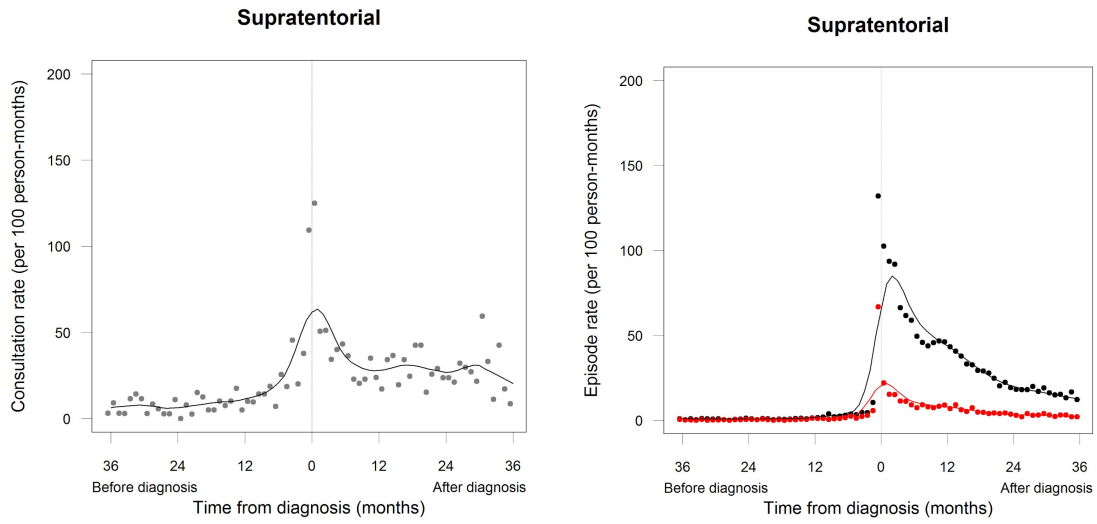 Supratentorial
Consultation rate (per 100 person-months)
200
150
100
50
0
36 24 12 0 12 24 36
Before diagnosis After diagnosis
Time from diagnosis (months)
Supratentorial
Episode rate (per 100 person-months)
200
150
100
50
0
36 24 12 0 12 24 36
Before diagnosis After diagnosis
Time from diagnosis (months)